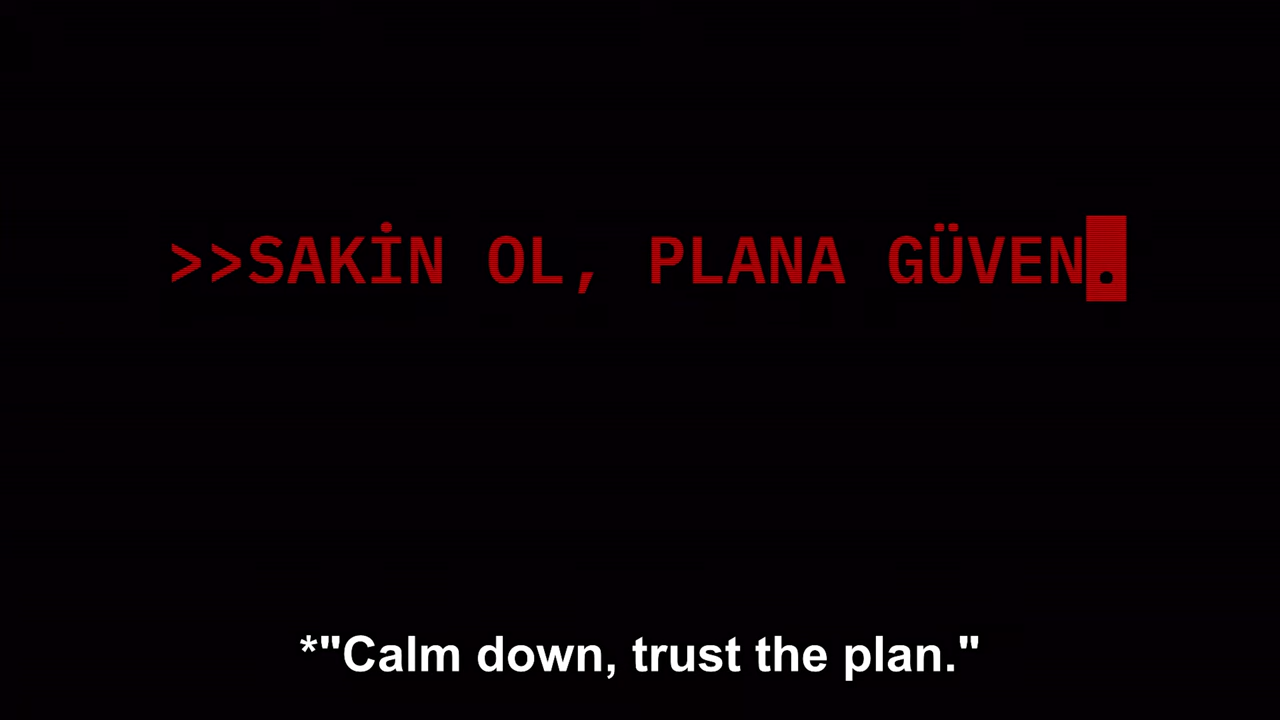 >>SAKİN OL, PLANA GÜVEN.
*"Calm down, trust the plan."